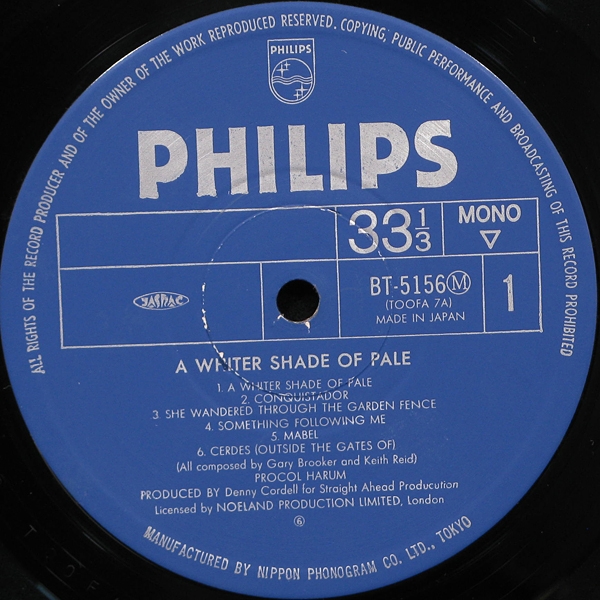 ALL RIGHTS OF THE RECORD PRODUCER AND OF THE OWNER OF THE WORK REPRODUCED RESERVED. COPYING, PUBLIC PERFORMANCE AND BROADCASTING OF THIS RECORD PROHIBITED
PHILIPS
PHILIPS
33 1/3
MONO
BT-5156 M
(TOOFA 7A)
MADE IN JAPAN
1
JASRAC
A WHITER SHADE OF PALE
1. A WHITER SHADE OF PALE
2. CONQUISTADOR
3. SHE WANDERED THROUGH THE GARDEN FENCE
4. SOMETHING FOLLOWING ME
5. MABEL
6. CERDES (OUTSIDE THE GATES OF)
(All composed by Gary Brooker and Keith Reid)
PROCOL HARUM
PRODUCED BY Denny Cordell for Straight Ahead Producution
Licensed by NOELAND PRODUCTION LIMITED, London
6
MANUFACTURED BY NIPPON PHONOGRAM CO. LTD., TOKYO